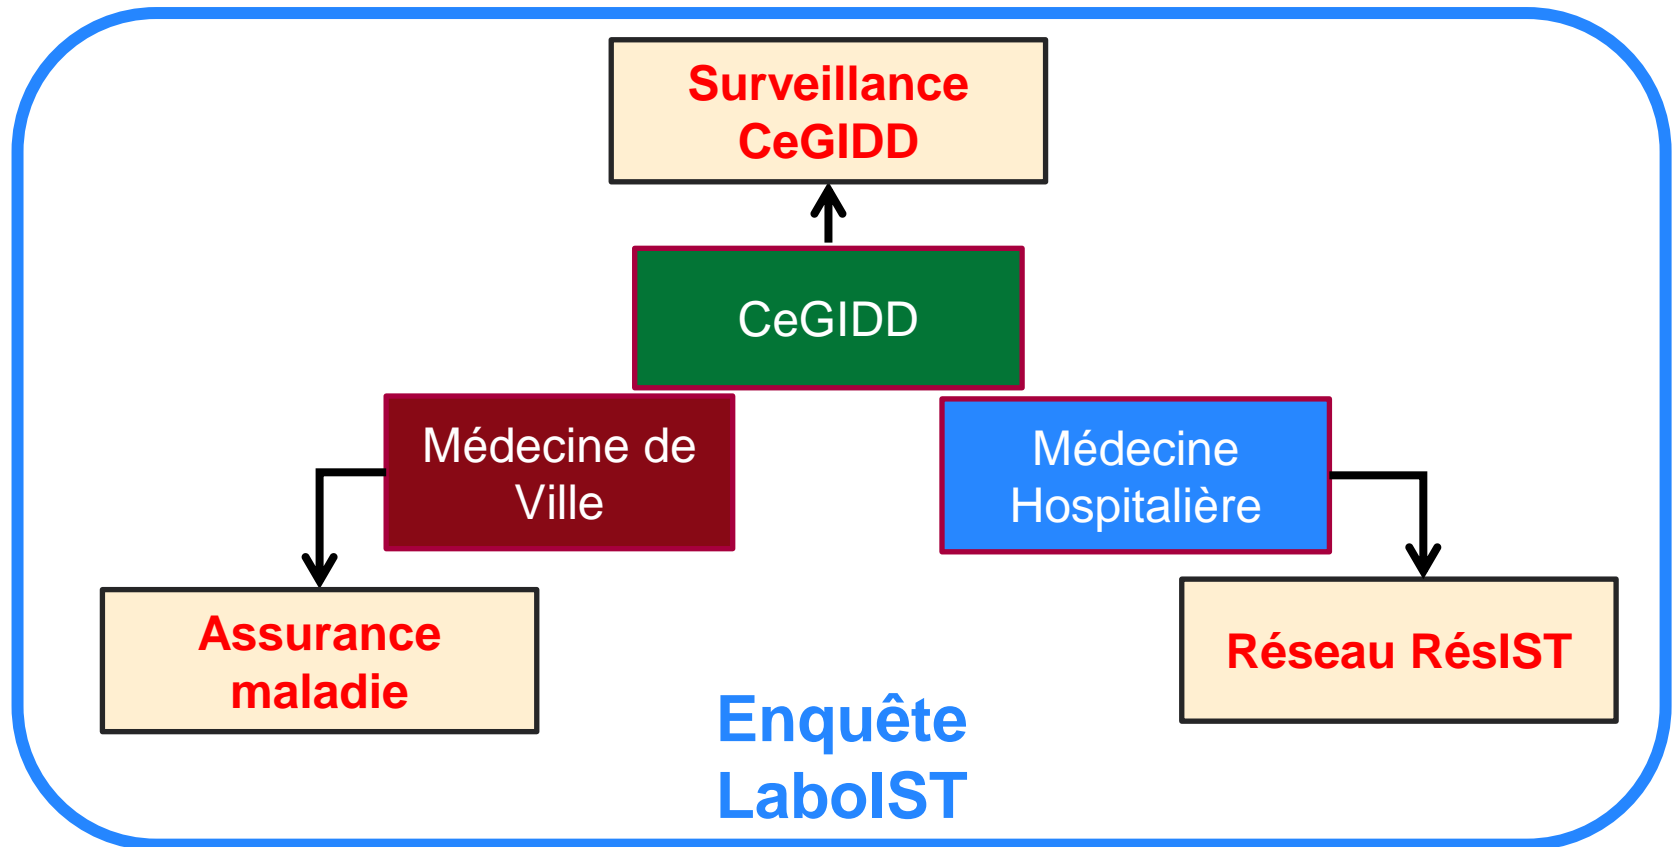 Surveillance
CeGIDD
CeGIDD
Médecine de
Ville
Médecine
Hospitalière
Assurance
maladie
Réseau RésIST
Enquête
LaboIST